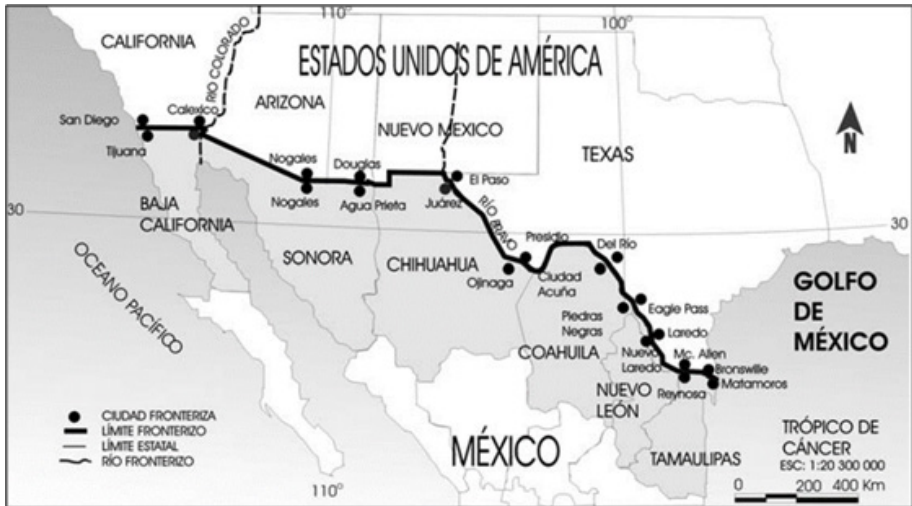 110°
100°
CALIFORNIA
RÍO COLORADO
ESTADOS UNIDOS DE AMÉRICA
ARIZONA
NUEVO MEXICO
TEXAS
N
San Diego
Calexico
Tijuana
Nogales
Douglas
El Paso
Nogales
Agua Prieta
Juárez
30
BAJA
CALIFORNIA
RÍO BRAVO
Presidio
Del Río
30
SONORA
CHIHUAHUA
Ojinaga
Ciudad
Acuña
OCEANO PACÍFICO
GOLFO
DE
MÉXICO
Eagle Pass
Piedras
Negras
Laredo
COAHUILA
Nuevo
Laredo
Mc. Allen
Bronswille
Reynosa
Matamoros
NUEVO
LEÓN
CIUDAD FRONTERIZA
LÍMITE FRONTERIZO
LÍMITE ESTATAL
RÍO FRONTERIZO
MÉXICO
TAMAULIPAS
TRÓPICO DE
CÁNCER
ESC: 1:20 300 000
0 200 400 Km
110°